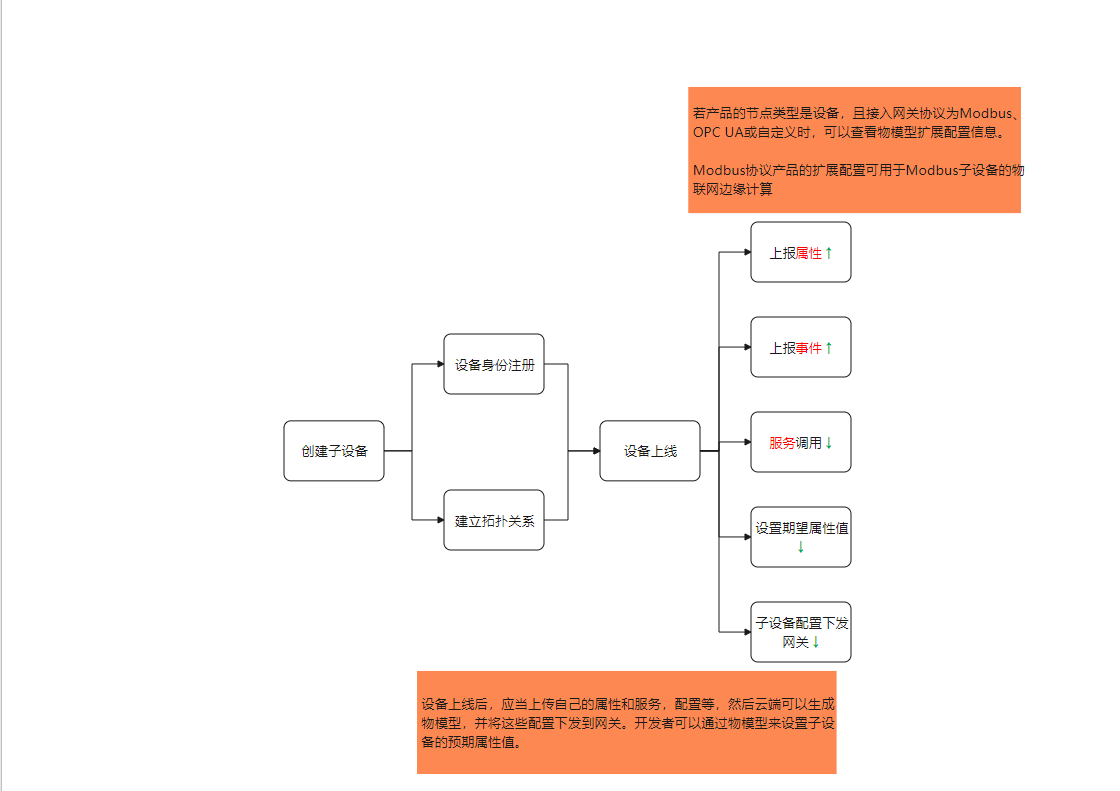 若产品的节点类型是设备，且接入网关协议为Modbus、
OPC UA或自定义时，可以查看物模型扩展配置信息。
Modbus协议产品的扩展配置可用于Modbus子设备的物
联网边缘计算
上报属性↑
上报事件↑
设备身份注册
服务调用↓
创建子设备
设备上线
建立拓扑关系
设置期望属性值
↓
子设备配置下发
网关↓
设备上线后，应当上传自己的属性和服务，配置等，然后云端可以生成
物模型，并将这些配置下发到网关。开发者可以通过物模型来设置子设
备的预期属性值。